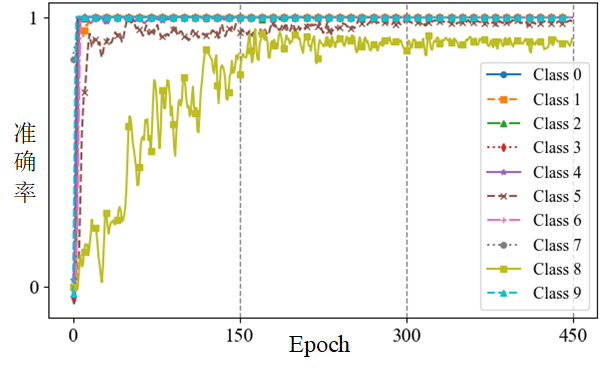 1
准
确
率
0
0
150
300
450
Epoch
Class 0
Class 1
Class 2
Class 3
Class 4
Class 5
Class 6
Class 7
Class 8
Class 9